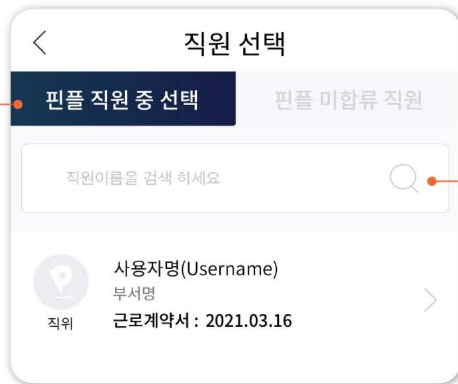 직원 선택
핀플 직원 중 선택
핀플 미합류 직원
직원이름을 검색 하세요
사용자명(Username)
부서명
직위
근로계약서 : 2021.03.16